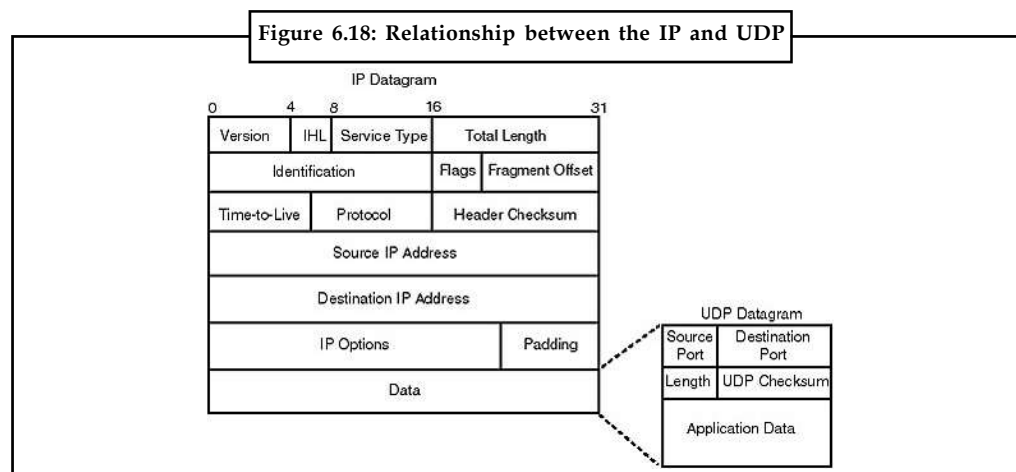 Figure 6.18: Relationship between the IP and UDP
IP Datagram
0 4 8 16 31
Version IHL Service Type Total Length
Identification Flags Fragment Offset
Time-to-Live Protocol Header Checksum
Source IP Address
Destination IP Address
IP Options Padding
Data
UDP Datagram
Source Port Destination Port
Length UDP Checksum
Application Data